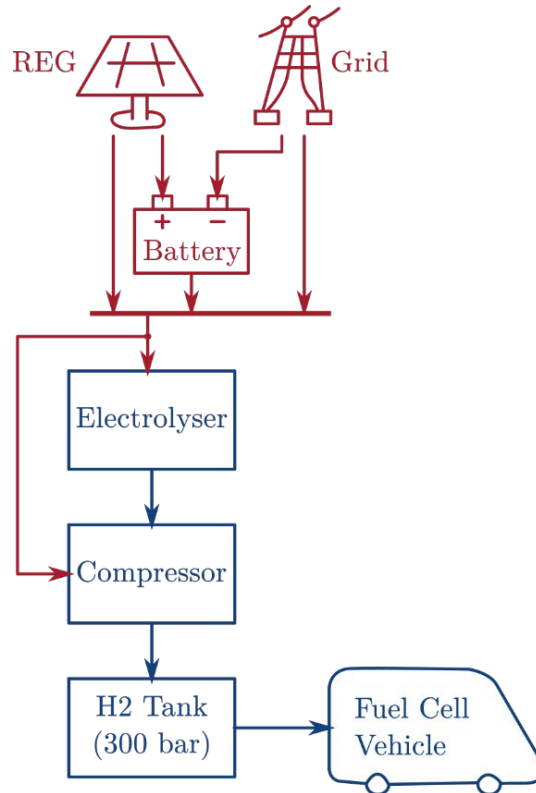 REG
Grid
+ −
Battery
Electrolyser
Compressor
H2 Tank
(300 bar)
Fuel Cell
Vehicle